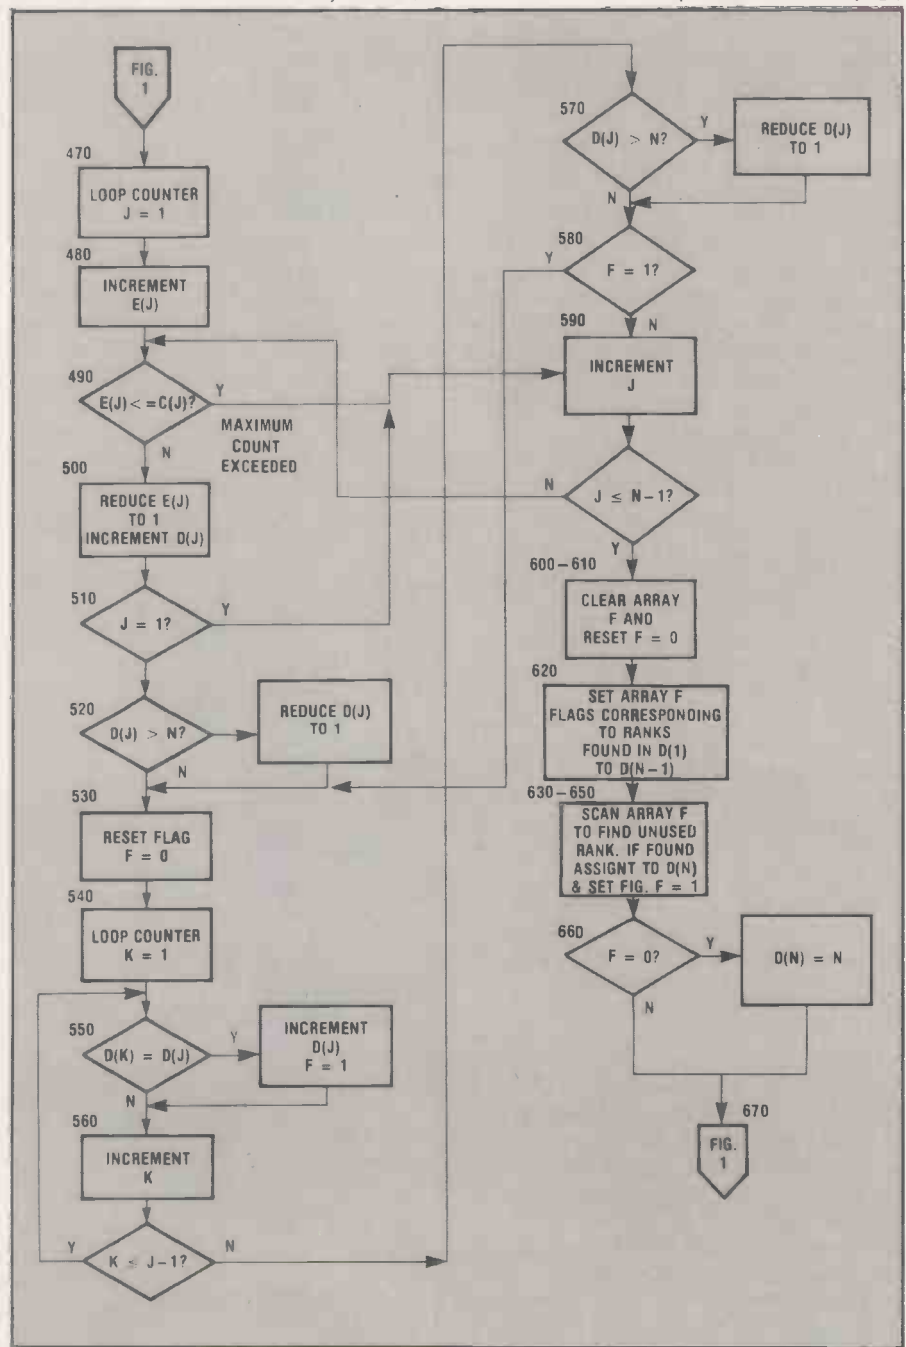 FIG.
1
470
LOOP COUNTER
J = 1
480
INCREMENT
E(J)
490
E(J) < =C(J)?
Y
MAXIMUM
COUNT
EXCEEDED
N
500
REDUCE E(J)
TO 1
INCREMENT D(J)
510
J = 1?
Y
520
D(J) > N?
REDUCE D(J)
TO 1
N
530
RESET FLAG
F = 0
540
LOOP COUNTER
K = 1
550
D(K) = D(J)
Y
INCREMENT
D(J)
F = 1
N
560
INCREMENT
K
Y
K ≤ J-1?
N
570
D(J) > N?
Y
REDUCE D(J)
TO 1
N
580
Y
F = 1?
590
N
INCREMENT
J
N
J ≤ N-1?
Y
600-610
CLEAR ARRAY
F AND
RESET F = 0
620
SET ARRAY F
FLAGS CORRESPONDING
TO RANKS
FOUND IN D(1)
TO D(N-1)
630-650
SCAN ARRAY F
TO FIND UNUSED
RANK. IF FOUND
ASSIGNT TO D(N)
& SET FIG. F = 1
660
F = 0?
Y
D(N) = N
N
670
FIG.
1